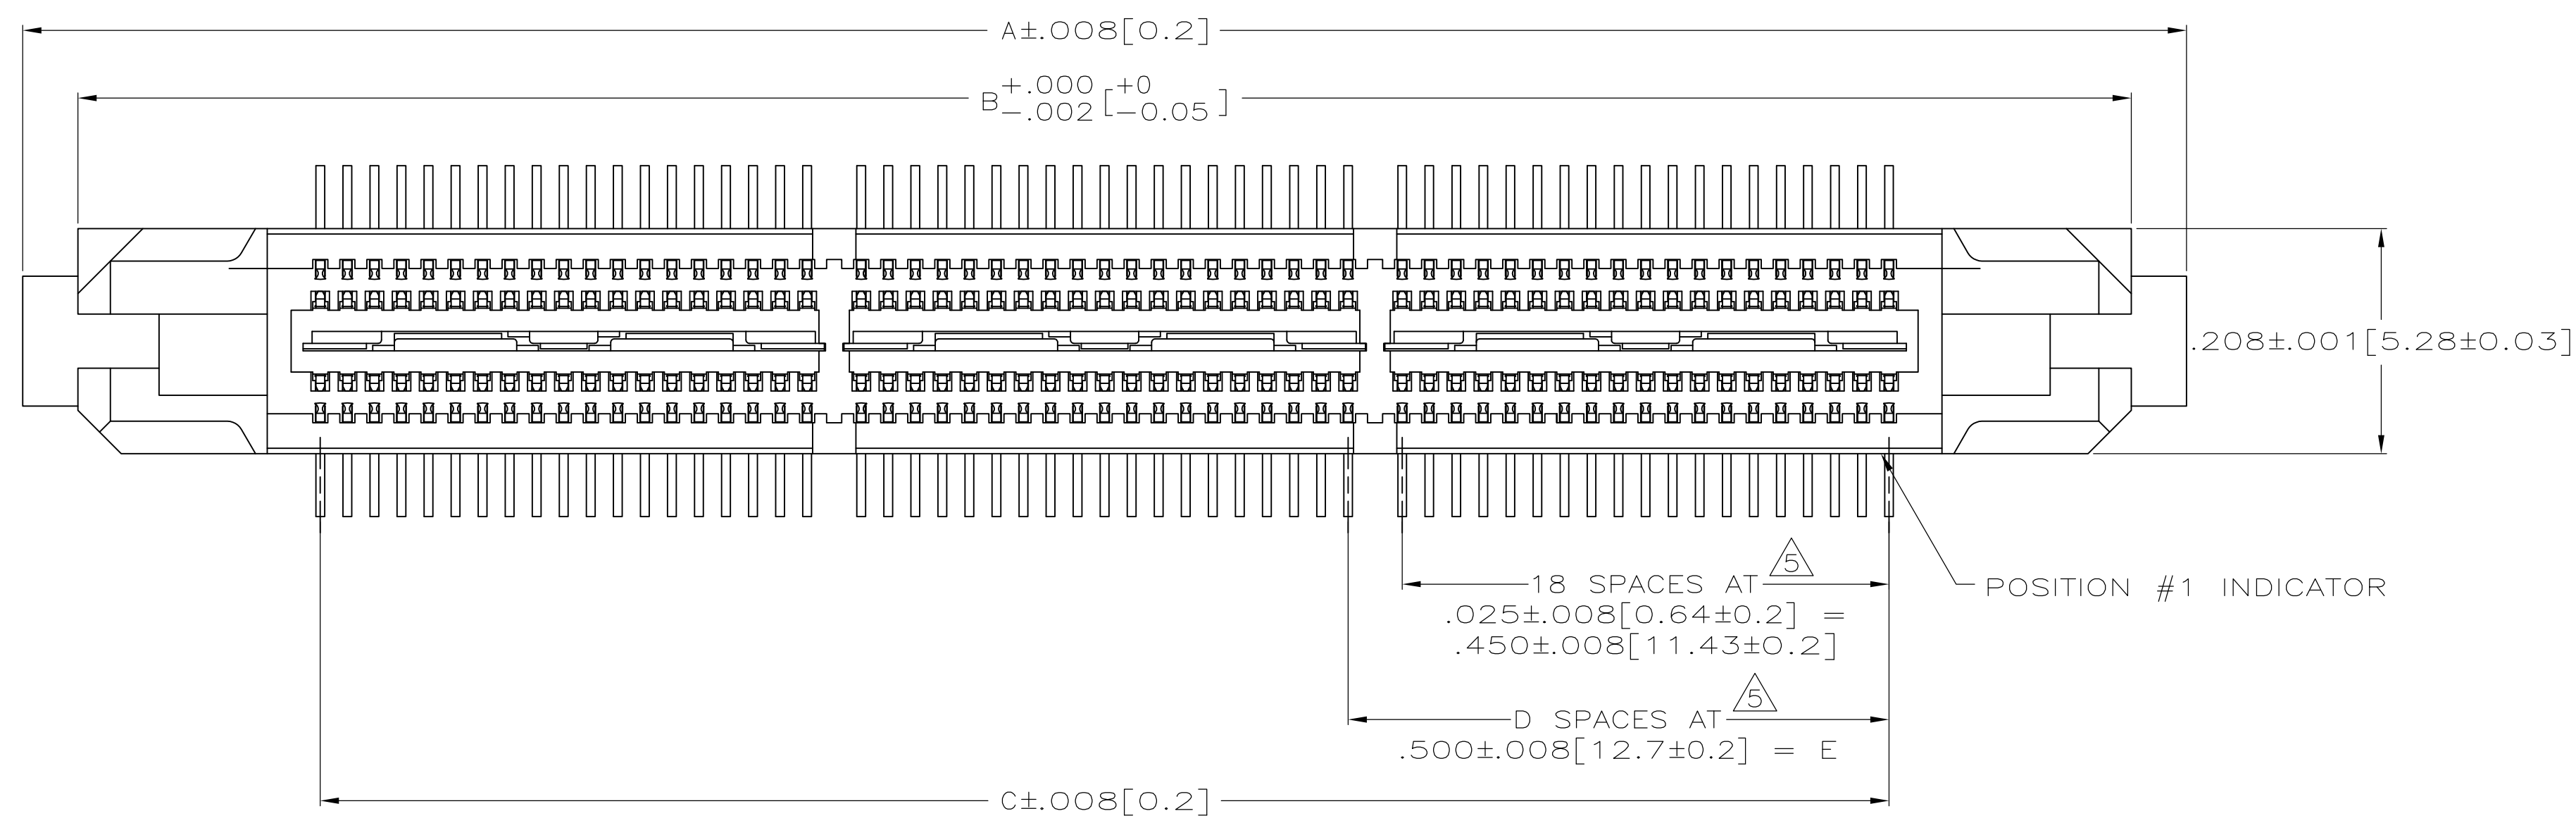 A±.008[0.2]
B+.000 -.002[+0 -0.05]
.208±.001[5.28±0.03]
5
18 SPACES AT
.025±.008[0.64±0.2] =
.450±.008[11.43±0.2]
POSITION #1 INDICATOR
5
D SPACES AT
.500±.008[12.7±0.2] = E
C±.008[0.2]